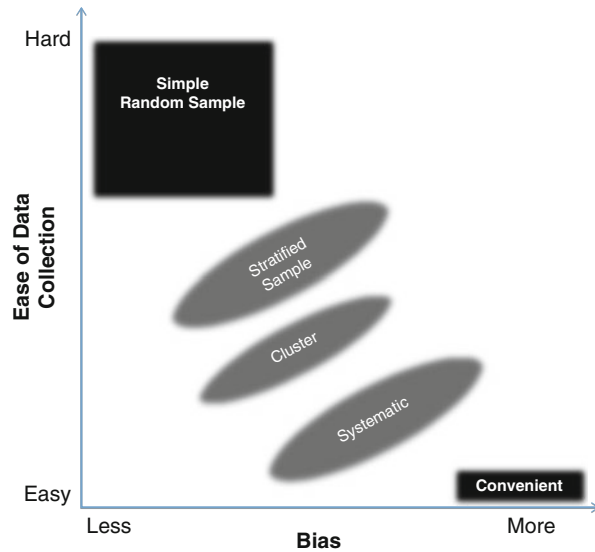 Hard
Simple
Random Sample
Ease of Data
Collection
Stratified
Sample
Cluster
Systematic
Convenient
Easy
Less
More
Bias